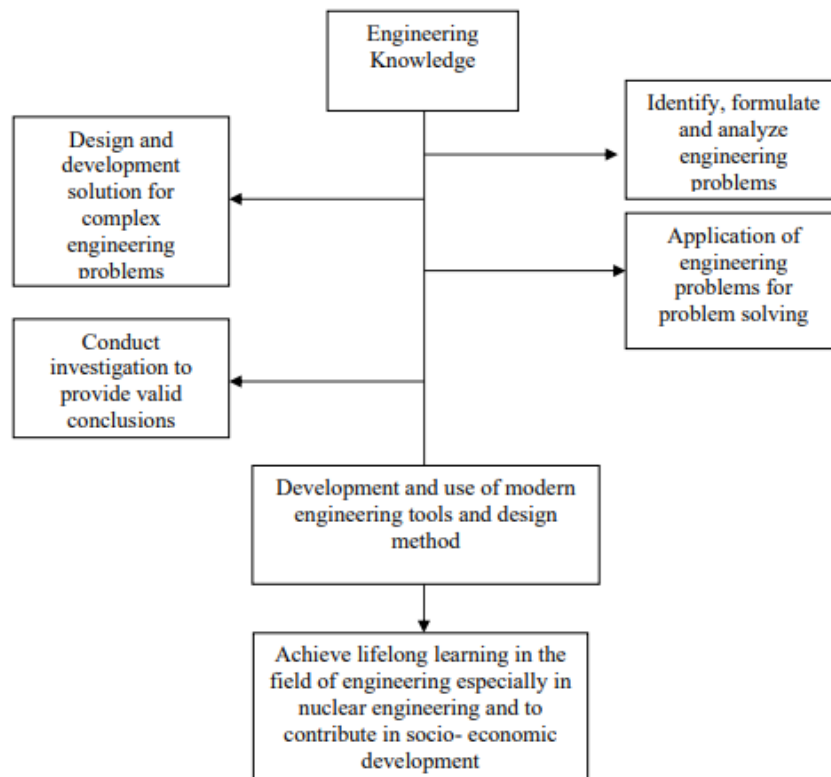 Engineering
Knowledge
Identify, formulate
and analyze
engineering
problems
Design and
development
solution for
complex
engineering
problems
Application of
engineering
problems for
problem solving
Conduct
investigation to
provide valid
conclusions
Development and use of modern
engineering tools and design
method
Achieve lifelong learning in the
field of engineering especially in
nuclear engineering and to
contribute in socio- economic
development